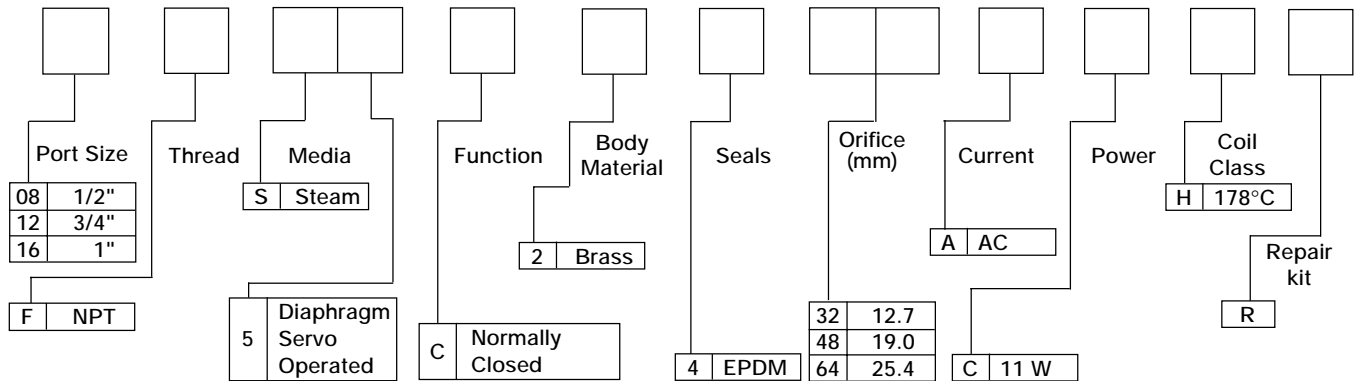 Port Size
08 1/2"
12 3/4"
16 1"
Thread
F NPT
Media
S Steam
5 Diaphragm
Servo
Operated
Function
C Normally
Closed
Body
Material
2 Brass
Seals
4 EPDM
Orifice
(mm)
32 12.7
48 19.0
64 25.4
Current
A AC
Power
C 11 W
Coil
Class
H 178°C
Repair
kit
R